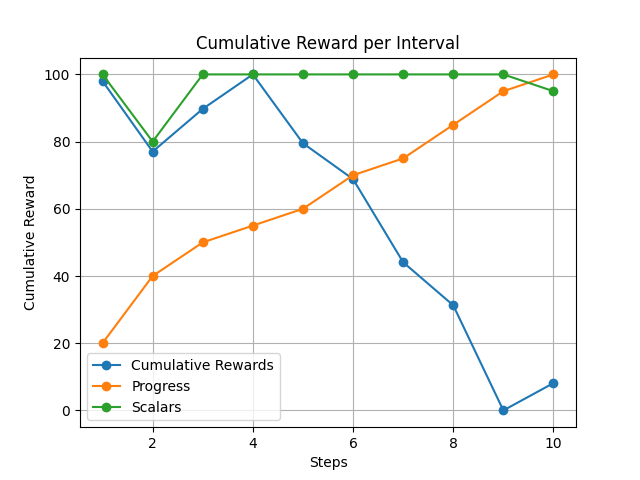 Cumulative Reward per Interval
Cumulative Reward
100
80
60
40
20
0
Cumulative Rewards
Progress
Scalars
2 4 6 8 10
Steps